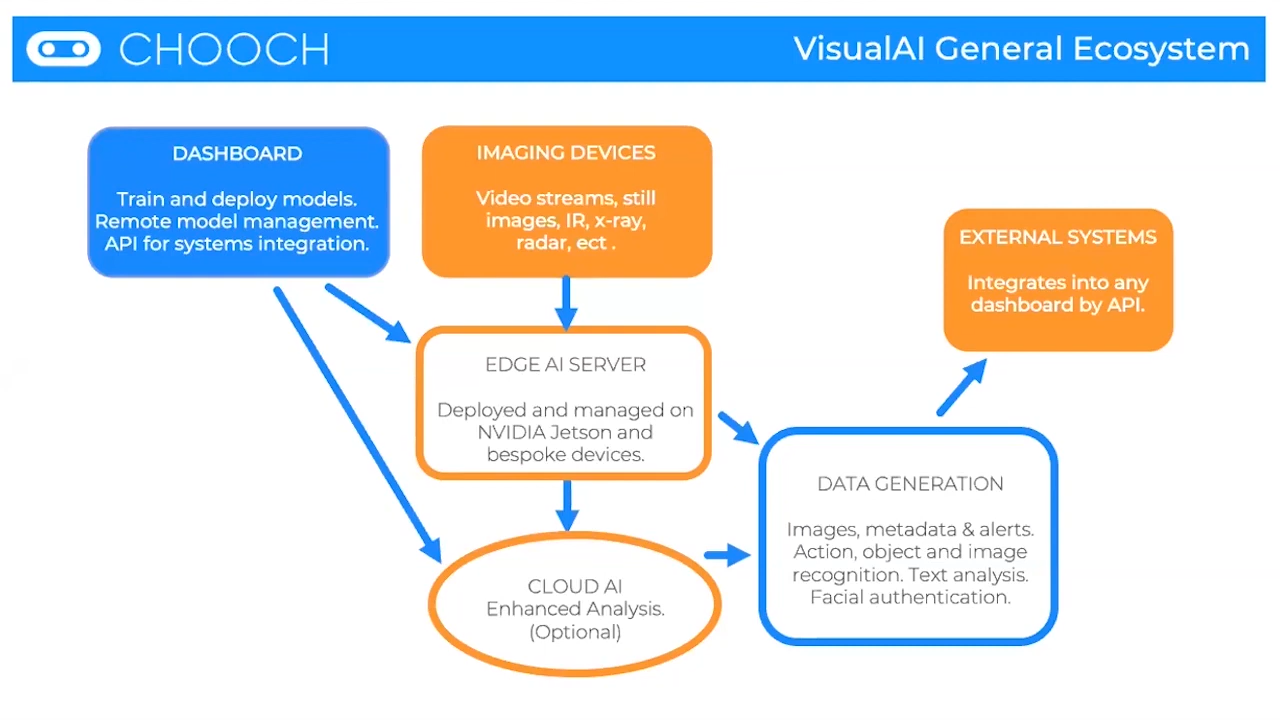 CHOOCH
VisualAI General Ecosystem
DASHBOARD
Train and deploy models.
Remote model management.
API for systems integration.
IMAGING DEVICES
Video streams, still
images, IR, x-ray,
radar, ect .
EXTERNAL SYSTEMS
Integrates into any
dashboard by API.
EDGE AI SERVER
Deployed and managed on
NVIDIA Jetson and
bespoke devices.
DATA GENERATION
Images, metadata & alerts.
Action, object and image
recognition. Text analysis.
Facial authentication.
CLOUD AI
Enhanced Analysis.
(Optional)